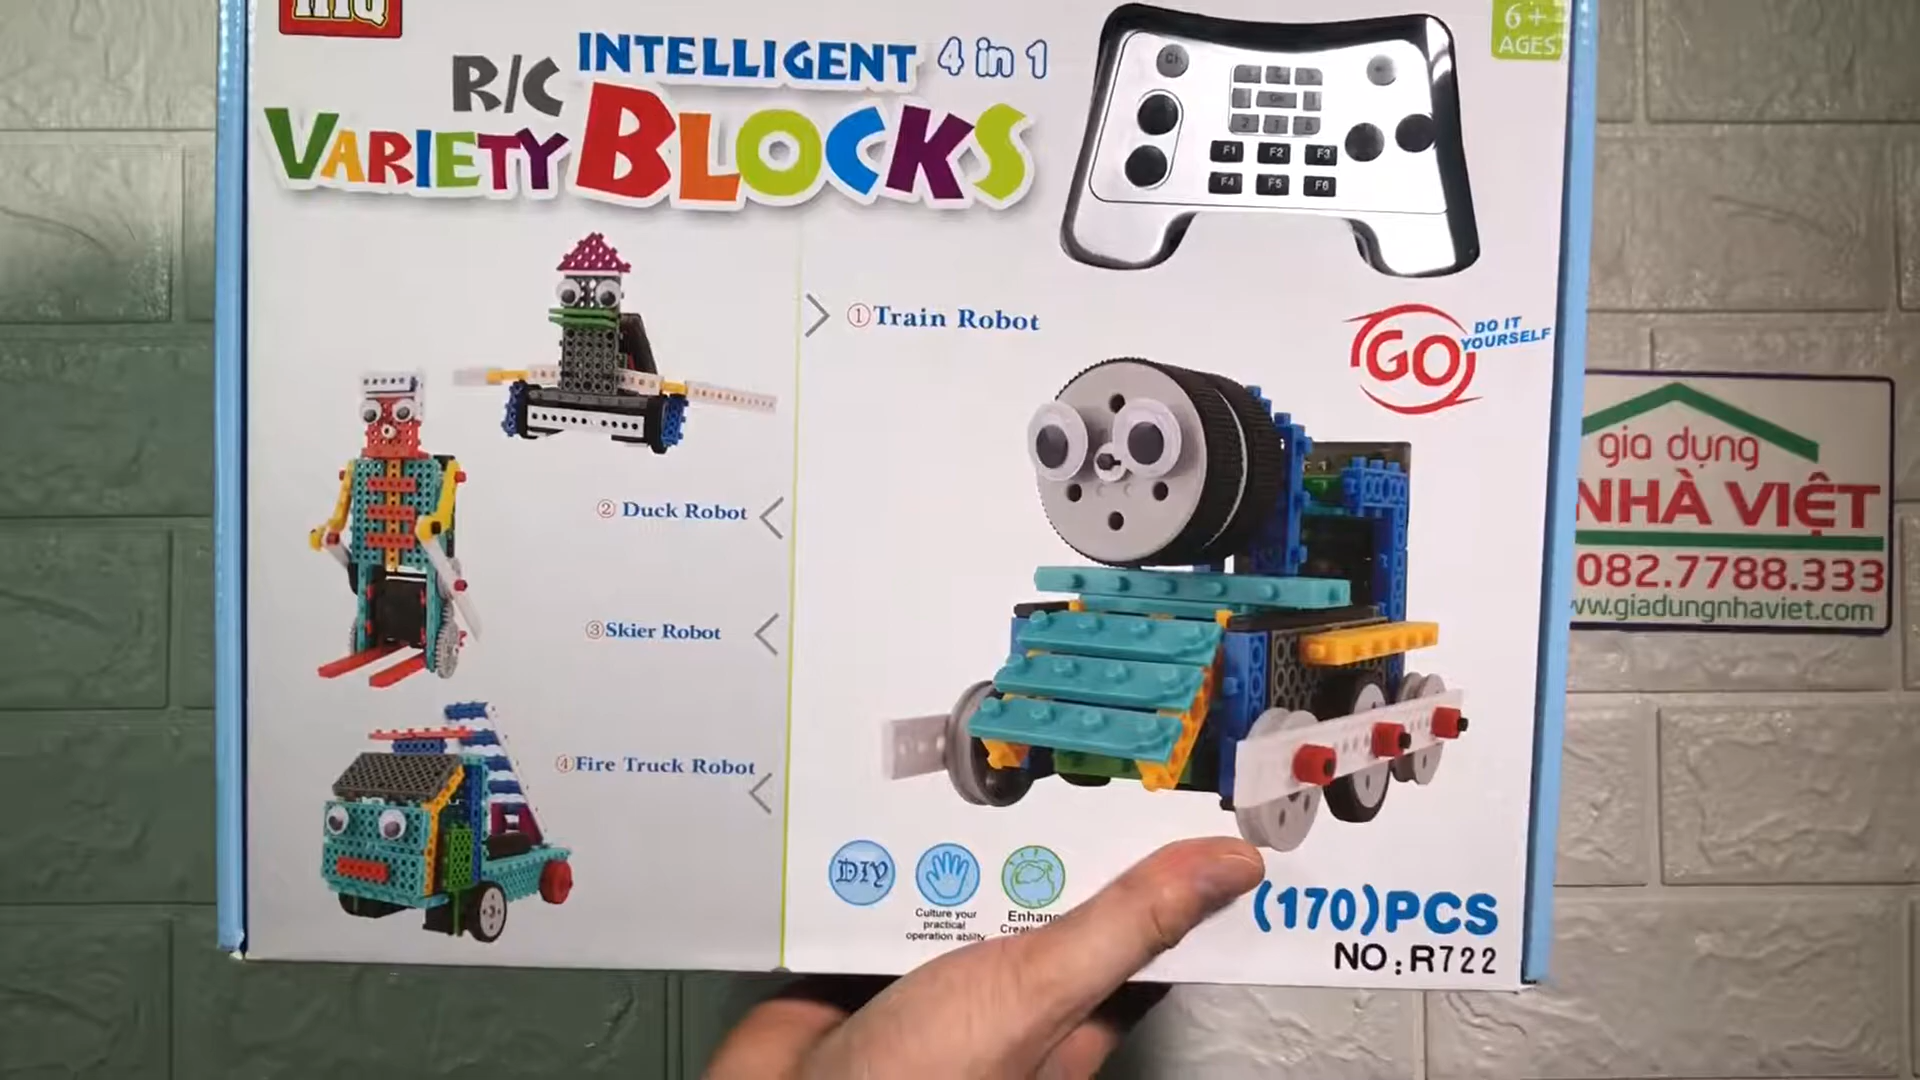 6+
AGES
INTELLIGENT 4 in 1
R/C
VARIETY BLOCKS
F1 F2 F3
F4 F5 F6
①Train Robot
GO
DO IT
YOURSELF
② Duck Robot
③Skier Robot
④Fire Truck Robot
DIY
Culture your
practical
operation ability
(170)PCS
NO:R722
gia dụng
NHÀ VIỆT
082.7788.333
www.giadungnhaviet.com